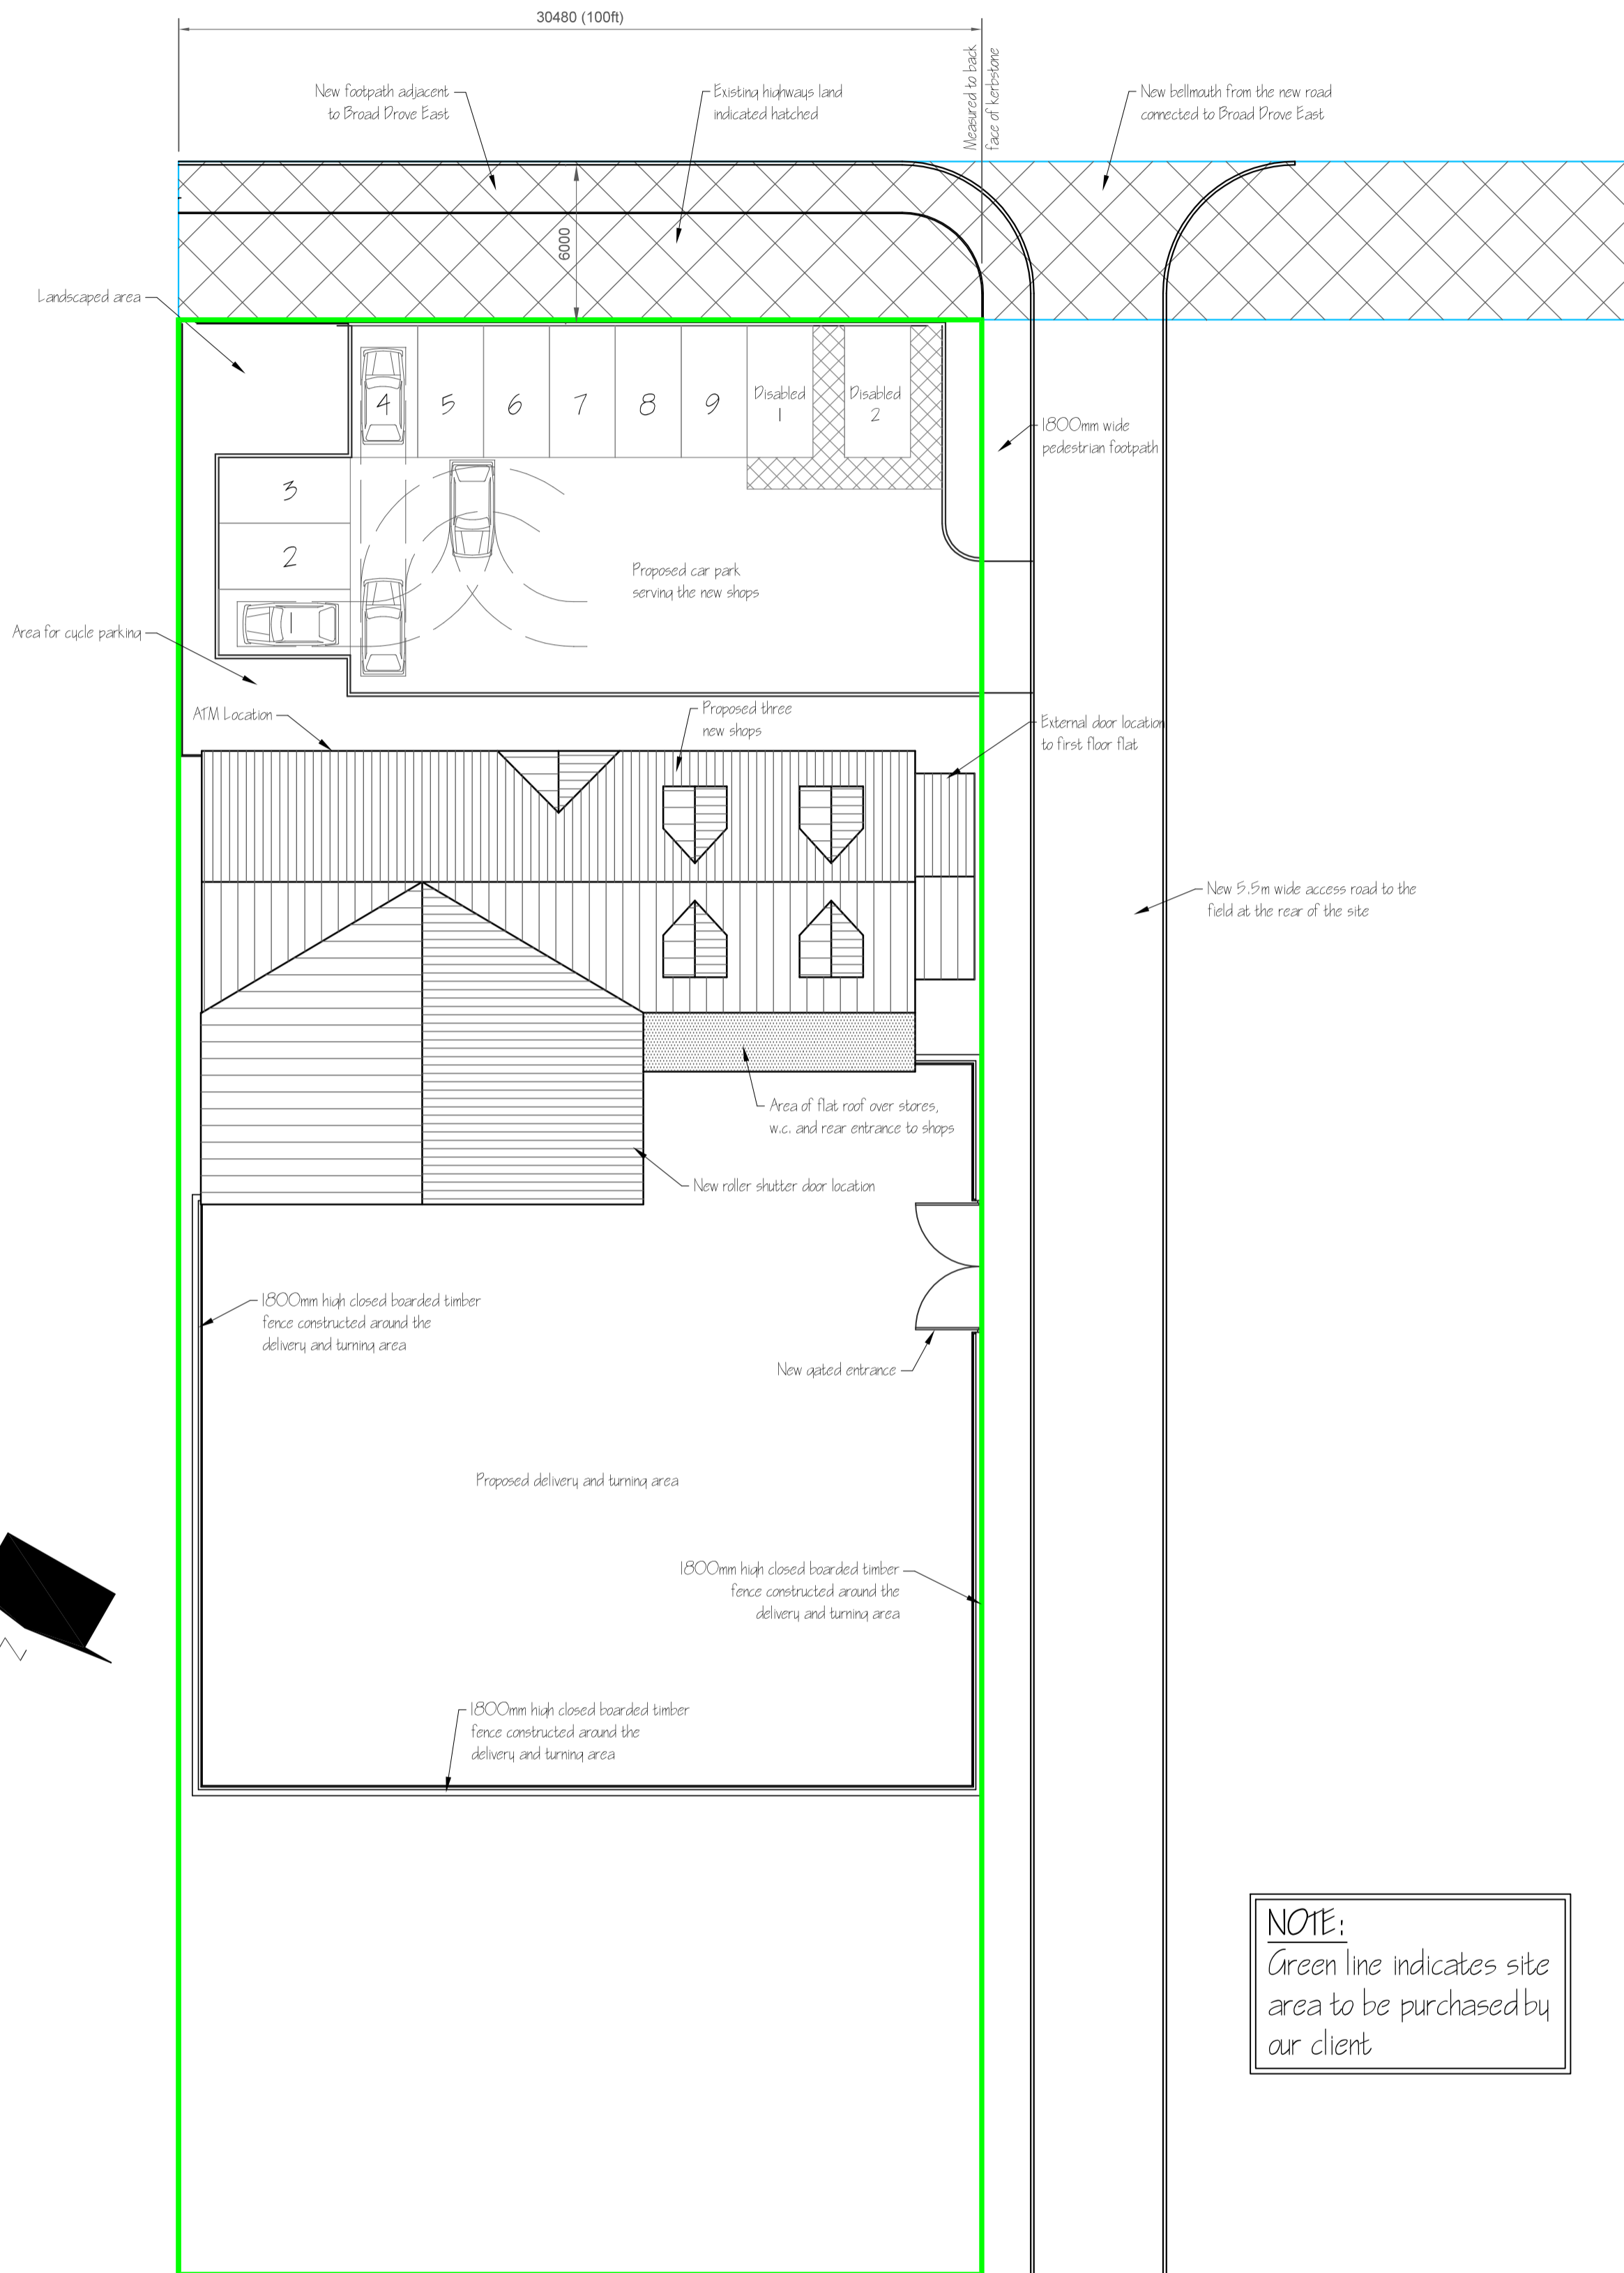 30480 (100ft)
Measured to back
face of kerbstone
New footpath adjacent
to Broad Drove East
Existing highways land
indicated hatched
New bellmouth from the new road
connected to Broad Drove East
6000
Landscaped area
4
5
6
7
8
9
Disabled
1
Disabled
2
1800mm wide
pedestrian footpath
3
2
1
Proposed car park
serving the new shops
Area for cycle parking
ATM Location
Proposed three
new shops
External door location
to first floor flat
New 5.5m wide access road to the
field at the rear of the site
Area of flat roof over stores,
w.c. and rear entrance to shops
New roller shutter door location
1800mm high closed boarded timber
fence constructed around the
delivery and turning area
New gated entrance
Proposed delivery and turning area
1800mm high closed boarded timber
fence constructed around the
delivery and turning area
N
1800mm high closed boarded timber
fence constructed around the
delivery and turning area
NOTE:
Green line indicates site
area to be purchased by
our client